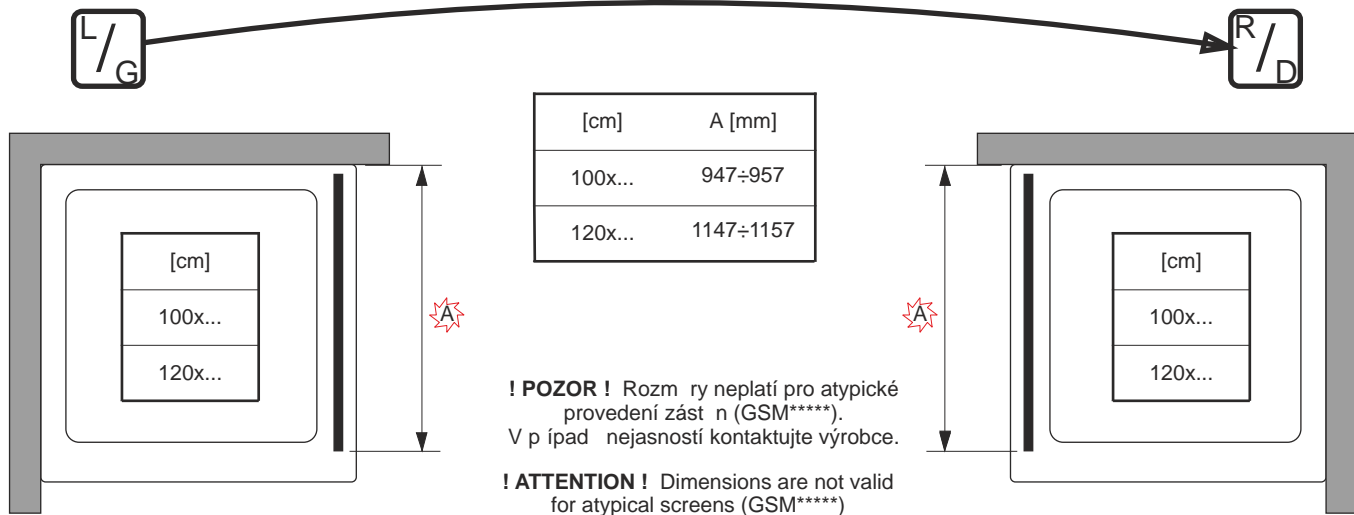 L/G
R/D
[cm] A [mm]
100x... 947÷957
120x... 1147÷1157
[cm]
100x...
120x...
A
A
[cm]
100x...
120x...
! POZOR ! Rozm ry neplatí pro atypické
provedení zást n (GSM*****).
V p ípad nejasností kontaktujte výrobce.
! ATTENTION ! Dimensions are not valid
for atypical screens (GSM*****)